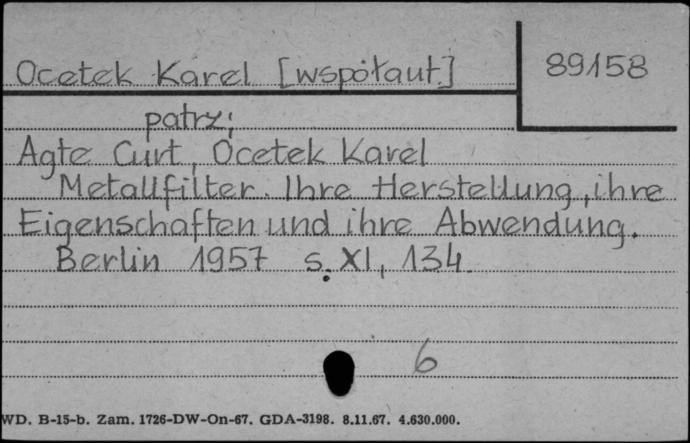 Ocetek Karel [współaut.]
89158
patrz;
Agte Curt, Ocetek Karel
Metallfilter. Ihre Herstellung, ihre
Eigenschaften und ihre Abwendung.
Berlin 1957 s. XI, 134.
6
WD. B-15-b. Zam. 1726-DW-On-67. GDA-3198. 8.11.67. 4.630.000.